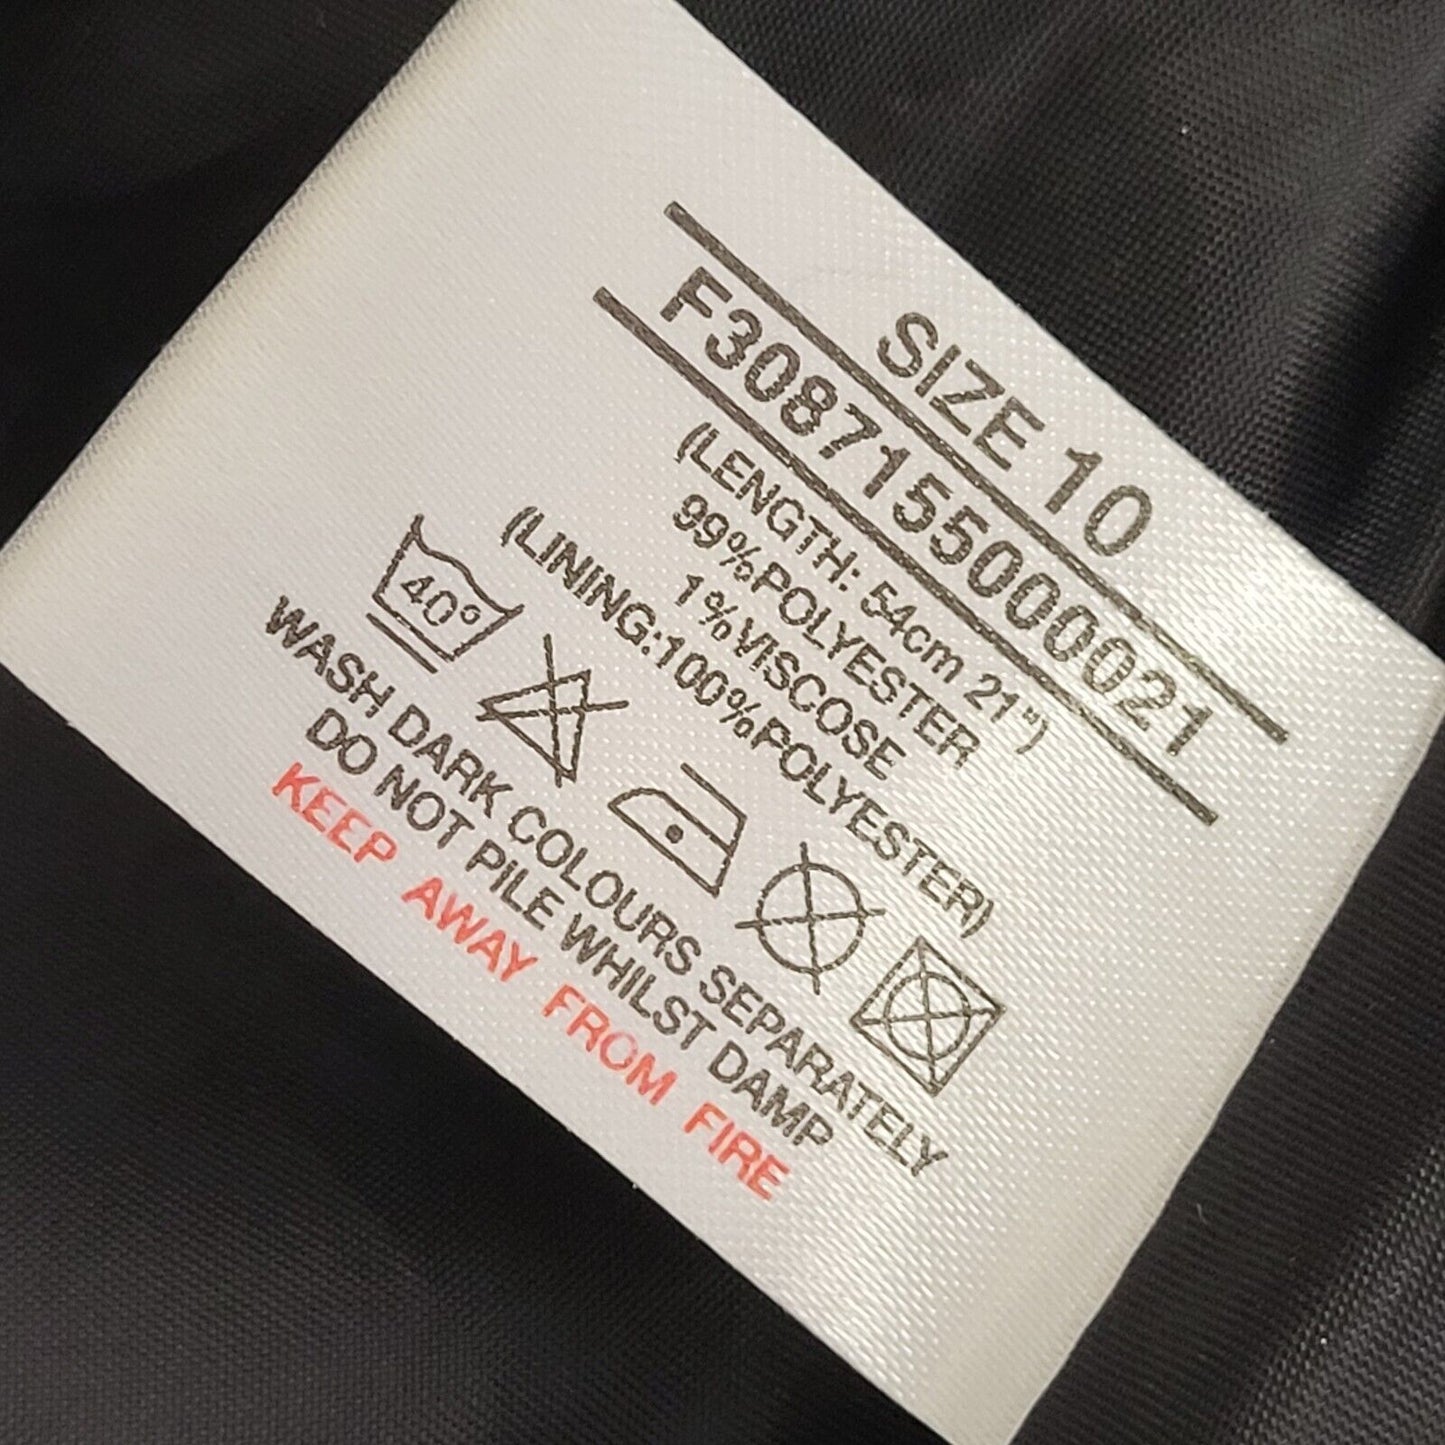 SIZE 10
F30871550000021
(LENGTH: 54cm 21")
99%POLYESTER
1%VISCOSE
(LINING:100%POLYESTER)
40°
WASH DARK COLOURS SEPARATELY
DO NOT PILE WHILST DAMP
KEEP AWAY FROM FIRE